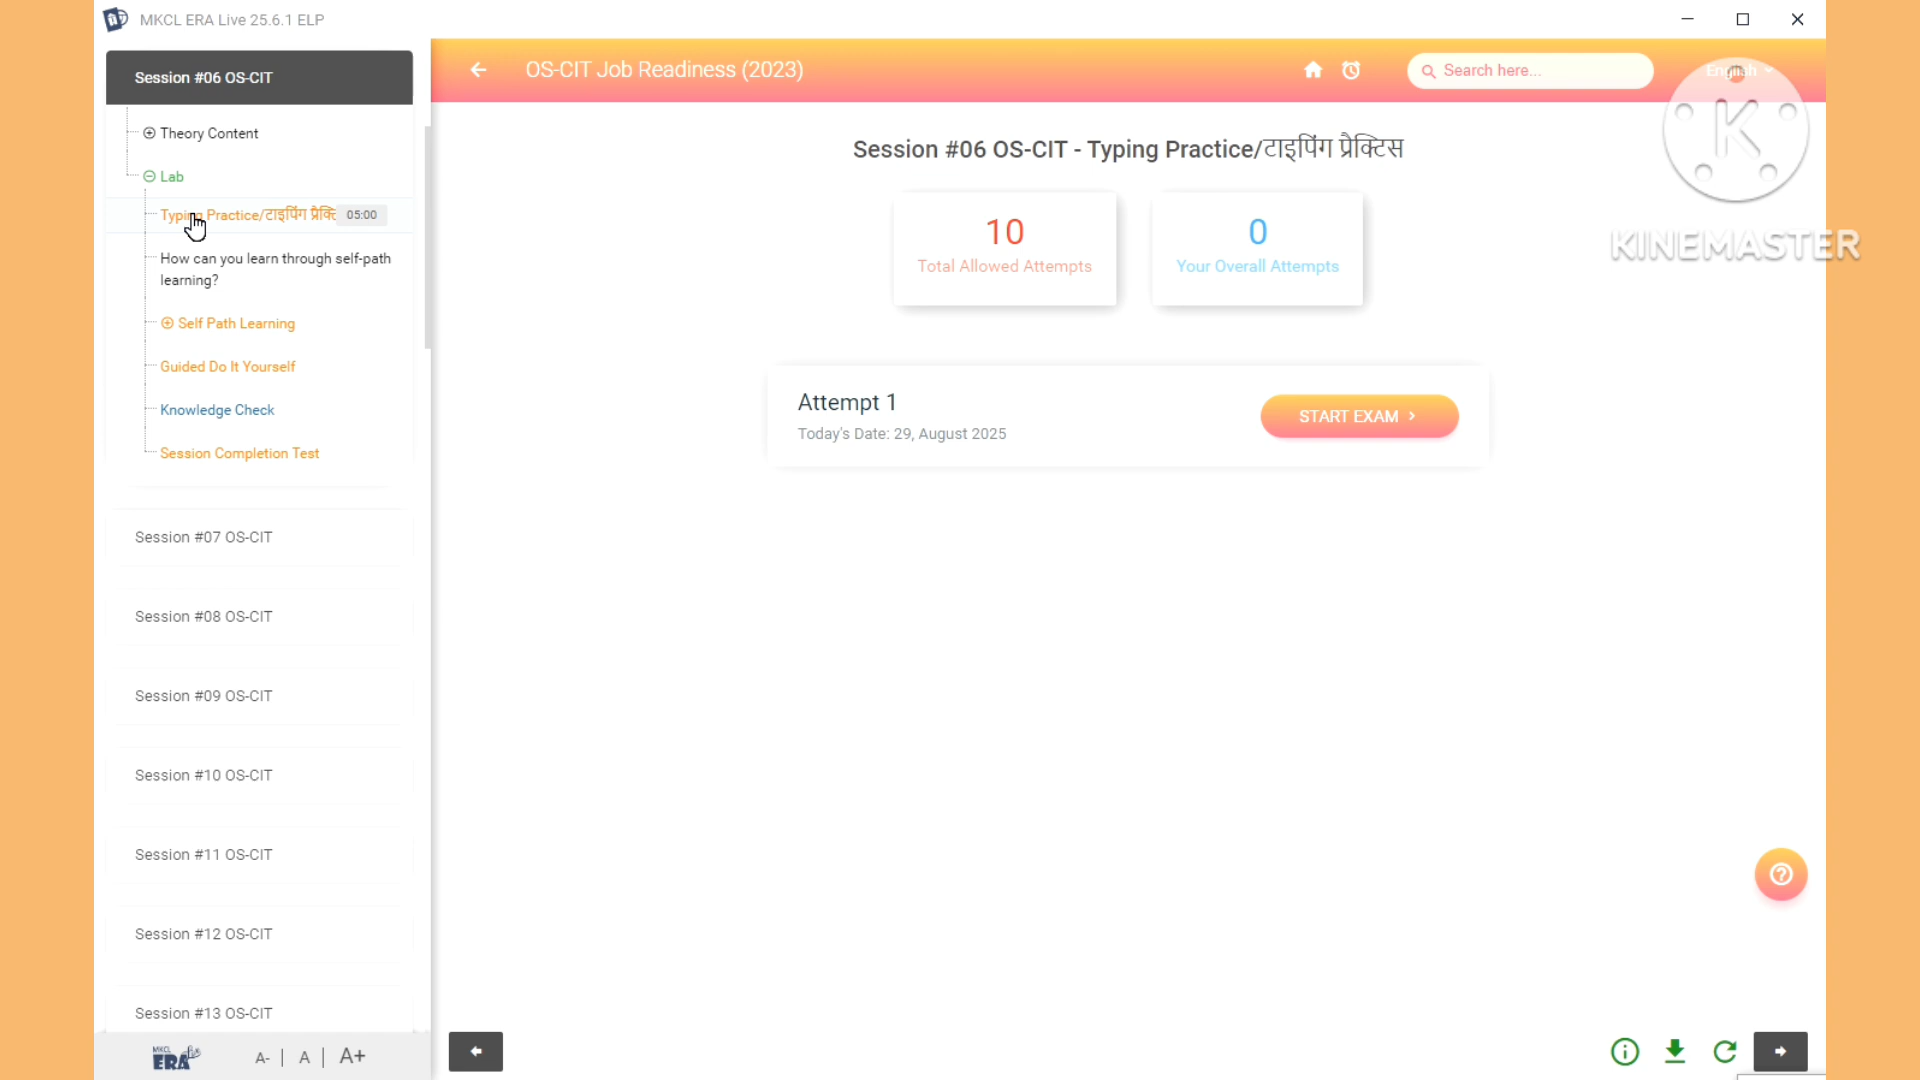 MKCL ERA Live 25.6.1 ELP
Session #06 OS-CIT
Theory Content
Lab
Typing Practice/टाइपिंग प्रैक्टि 05:00
How can you learn through self-path
learning?
Self Path Learning
Guided Do It Yourself
Knowledge Check
Session Completion Test
Session #07 OS-CIT
Session #08 OS-CIT
Session #09 OS-CIT
Session #10 OS-CIT
Session #11 OS-CIT
Session #12 OS-CIT
Session #13 OS-CIT
MKCL
ERA
A- | A | A+
OS-CIT Job Readiness (2023)
Search here...
English
K
KINEMASTER
Session #06 OS-CIT - Typing Practice/टाइपिंग प्रैक्टिस
10
Total Allowed Attempts
0
Your Overall Attempts
Attempt 1
Today's Date: 29, August 2025
START EXAM